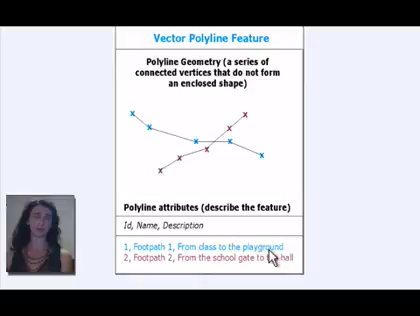 Vector Polyline Feature
Polyline Geometry (a series of
connected vertices that do not form
an enclosed shape)
Polyline attributes (describe the feature)
Id, Name, Description
1, Footpath 1, From class to the playground
2, Footpath 2, From the school gate to the hall